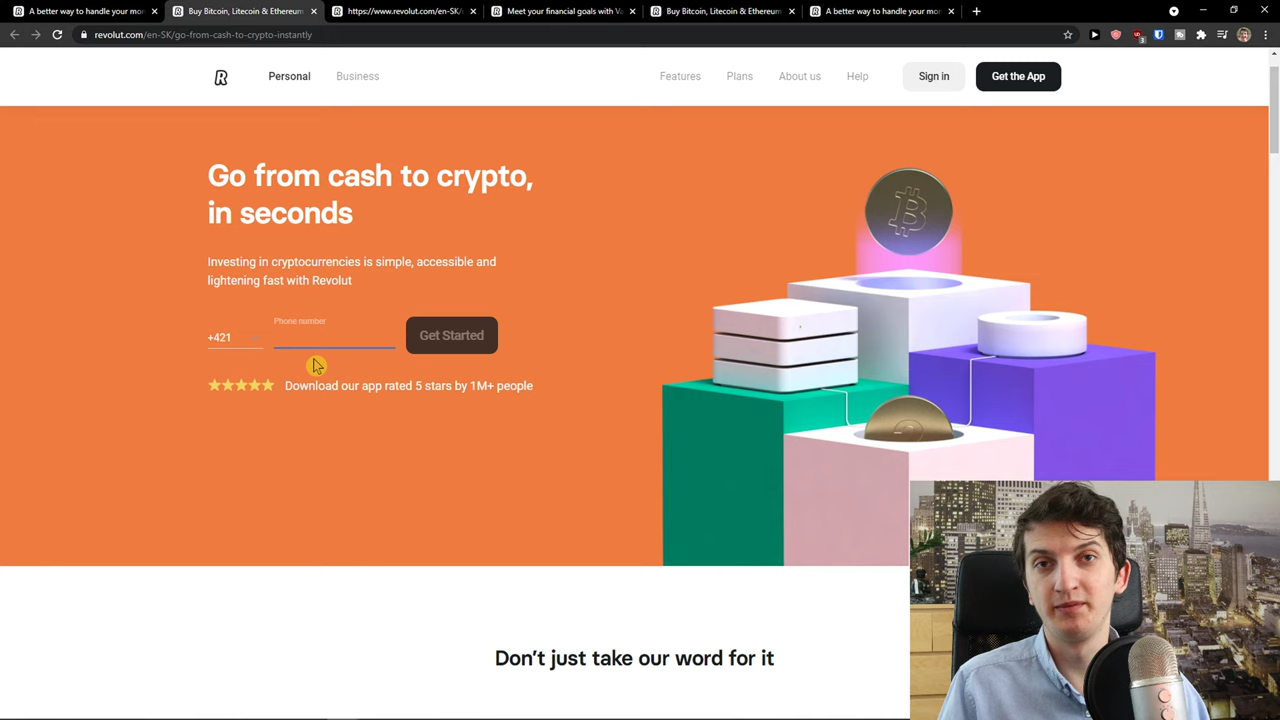 A better way to handle your mo
Buy Bitcoin, Litecoin & Ethereum
https://www.revolut.com/en-SK/
Meet your financial goals with Va
Buy Bitcoin, Litecoin & Ethereum
A better way to handle your mo
revolut.com/en-SK/go-from-cash-to-crypto-instantly
3
R
Personal
Business
Features
Plans
About us
Help
Sign in
Get the App
Go from cash to crypto,
in seconds
Investing in cryptocurrencies is simple, accessible and
lightening fast with Revolut
Phone number
+421
Get Started
Download our app rated 5 stars by 1M+ people
Don't just take our word for it